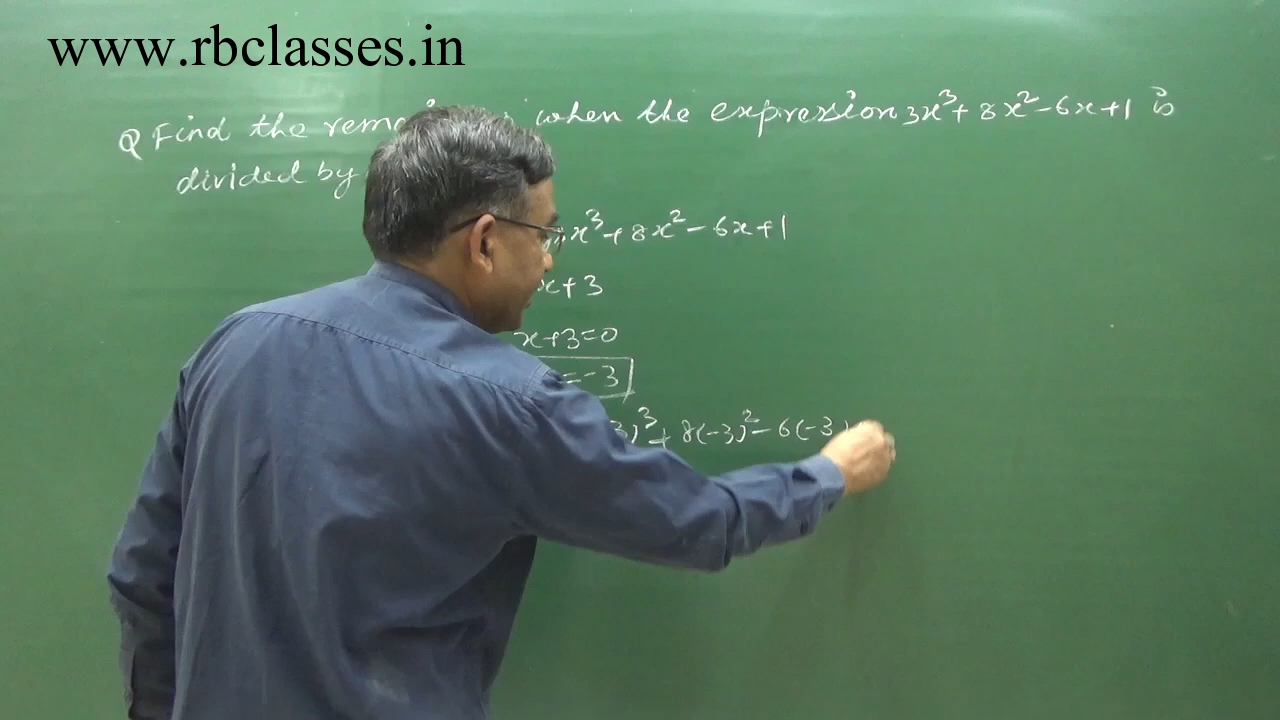 www.rbclasses.in
Q Find the when the expression 3x³+8x²-6x+1 is
divided by
x³+8x²-6x+1
x+3
x+3=0
=-3
3)³+8(-3)²-6(-3)